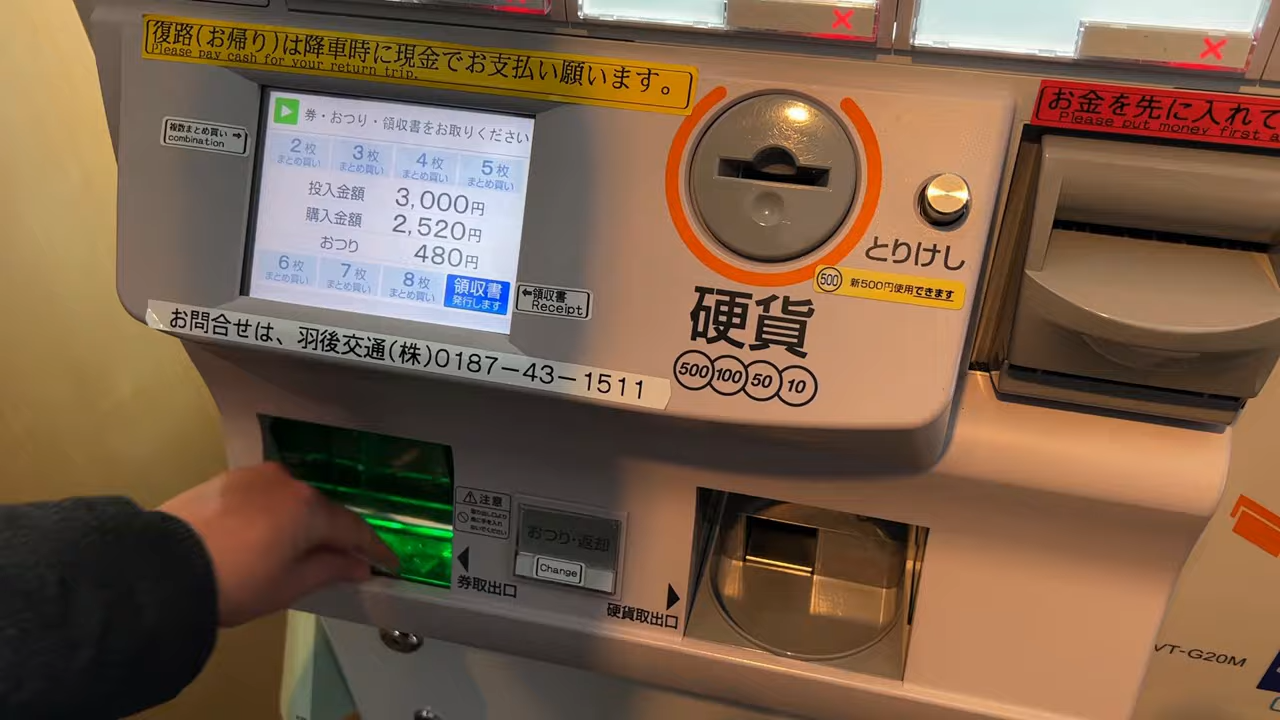 復路(お帰り)は降車時に現金でお支払い願います。
Please pay cash for your return trip.
お金を先に入れて
Please put money first a
複数まとめ買い→
combination
券・おつり・領収書をお取りください
2枚 3枚 4枚 5枚
まとめ買い まとめ買い まとめ買い まとめ買い
投入金額 3,000円
購入金額 2,520円
おつり 480円
6枚 7枚 8枚 領収書
まとめ買い まとめ買い まとめ買い 発行します
←領収書
Receipt
とりけし
500 新500円使用できます
硬貨
500 100 50 10
お問合せは、羽後交通(株)0187-43-1511
注意
おつり・返却
Change
券取出口
硬貨取出口
VT-G20M